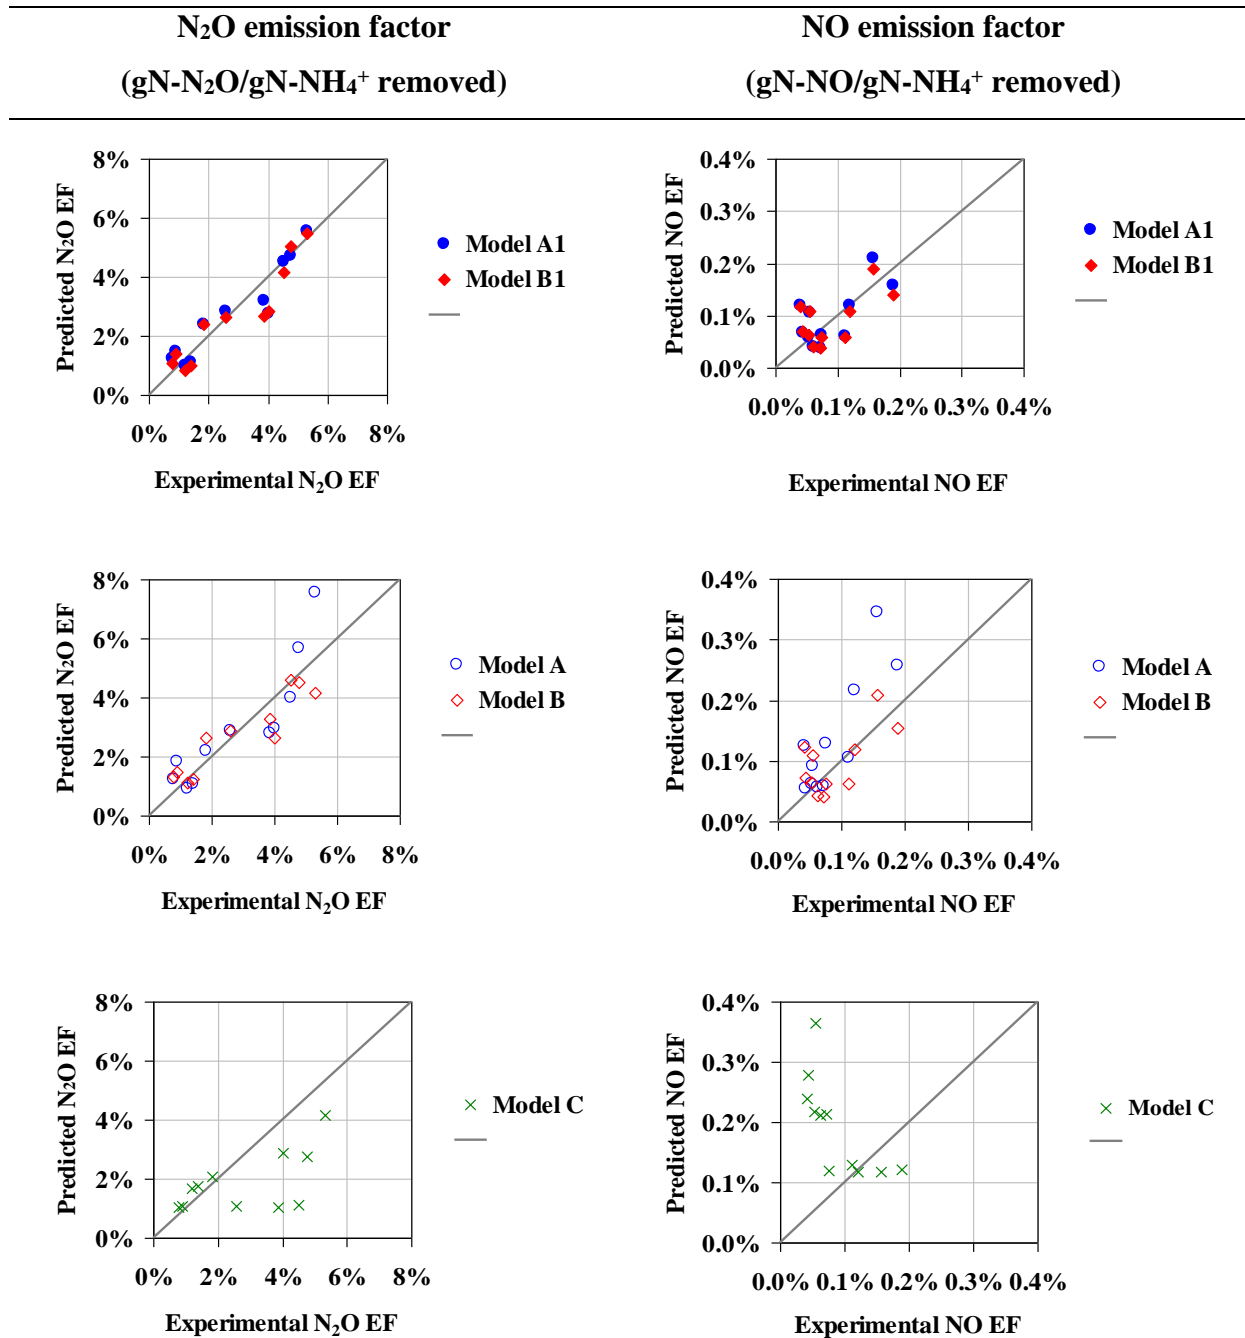 N₂O emission factor
(gN-N₂O/gN-NH₄⁺ removed)
NO emission factor
(gN-NO/gN-NH₄⁺ removed)
Predicted N₂O EF
8%
6%
4%
2%
0%
0% 2% 4% 6% 8%
Experimental N₂O EF
Model A1
Model B1
Predicted NO EF
0.4%
0.3%
0.2%
0.1%
0.0%
0.0% 0.1% 0.2% 0.3% 0.4%
Experimental NO EF
Model A1
Model B1
Predicted N₂O EF
8%
6%
4%
2%
0%
0% 2% 4% 6% 8%
Experimental N₂O EF
Model A
Model B
Predicted NO EF
0.4%
0.3%
0.2%
0.1%
0.0%
0.0% 0.1% 0.2% 0.3% 0.4%
Experimental NO EF
Model A
Model B
Predicted N₂O EF
8%
6%
4%
2%
0%
0% 2% 4% 6% 8%
Experimental N₂O EF
Model C
Predicted NO EF
0.4%
0.3%
0.2%
0.1%
0.0%
0.0% 0.1% 0.2% 0.3% 0.4%
Experimental NO EF
Model C